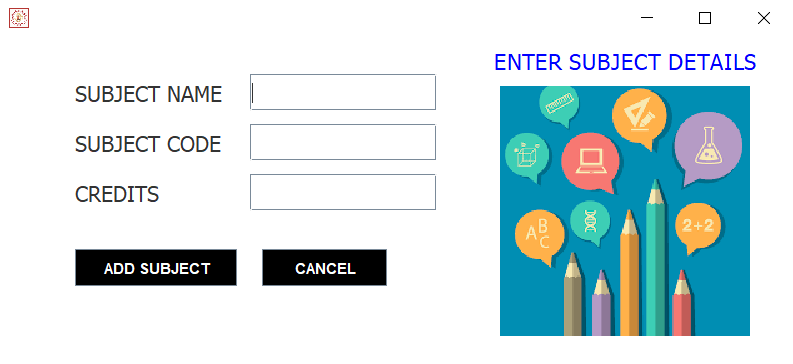 ENTER SUBJECT DETAILS
SUBJECT NAME
SUBJECT CODE
CREDITS
ADD SUBJECT
CANCEL
A B C
2+2